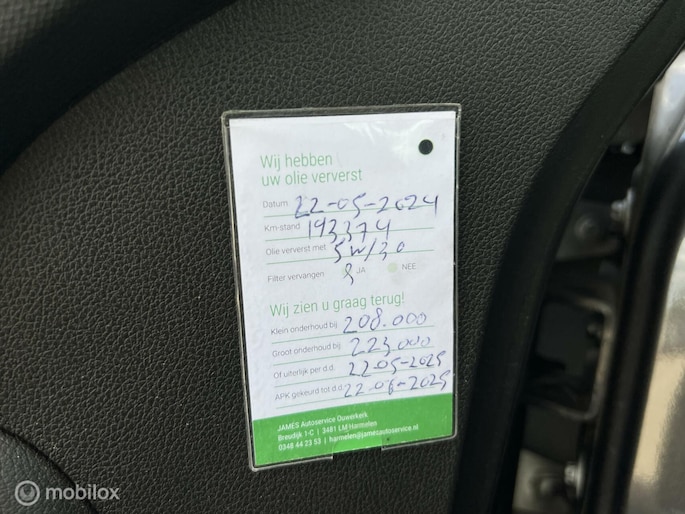 Wij hebben
uw olie ververst
Datum 22-05-2024
Km-stand 193374
Olie ververst met 5W/30
Filter vervangen JA NEE
Wij zien u graag terug!
Klein onderhoud bij 208.000
Groot onderhoud bij 223.000
Of uiterlijk per d.d. 22-05-2025
APK gekeurd tot d.d. 22-06-2025
JAMES Autoservice Ouwerkerk
Breudijk 1-C | 3481 LM Harmelen
0348 44 23 53 | harmelen@jamesautoservice.nl
mobilox